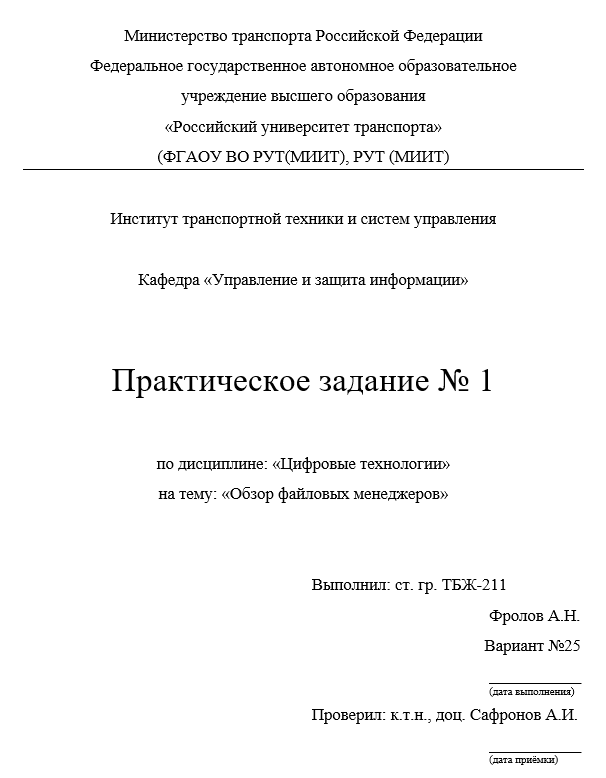 Министерство транспорта Российской Федерации
Федеральное государственное автономное образовательное
учреждение высшего образования
«Российский университет транспорта»
(ФГАОУ ВО РУТ(МИИТ), РУТ (МИИТ)
Институт транспортной техники и систем управления
Кафедра «Управление и защита информации»
Практическое задание № 1
по дисциплине: «Цифровые технологии»
на тему: «Обзор файловых менеджеров»
Выполнил: ст. гр. ТБЖ-211
Фролов А.Н.
Вариант №25
(дата выполнения)
Проверил: к.т.н., доц. Сафронов А.И.
(дата приёмки)